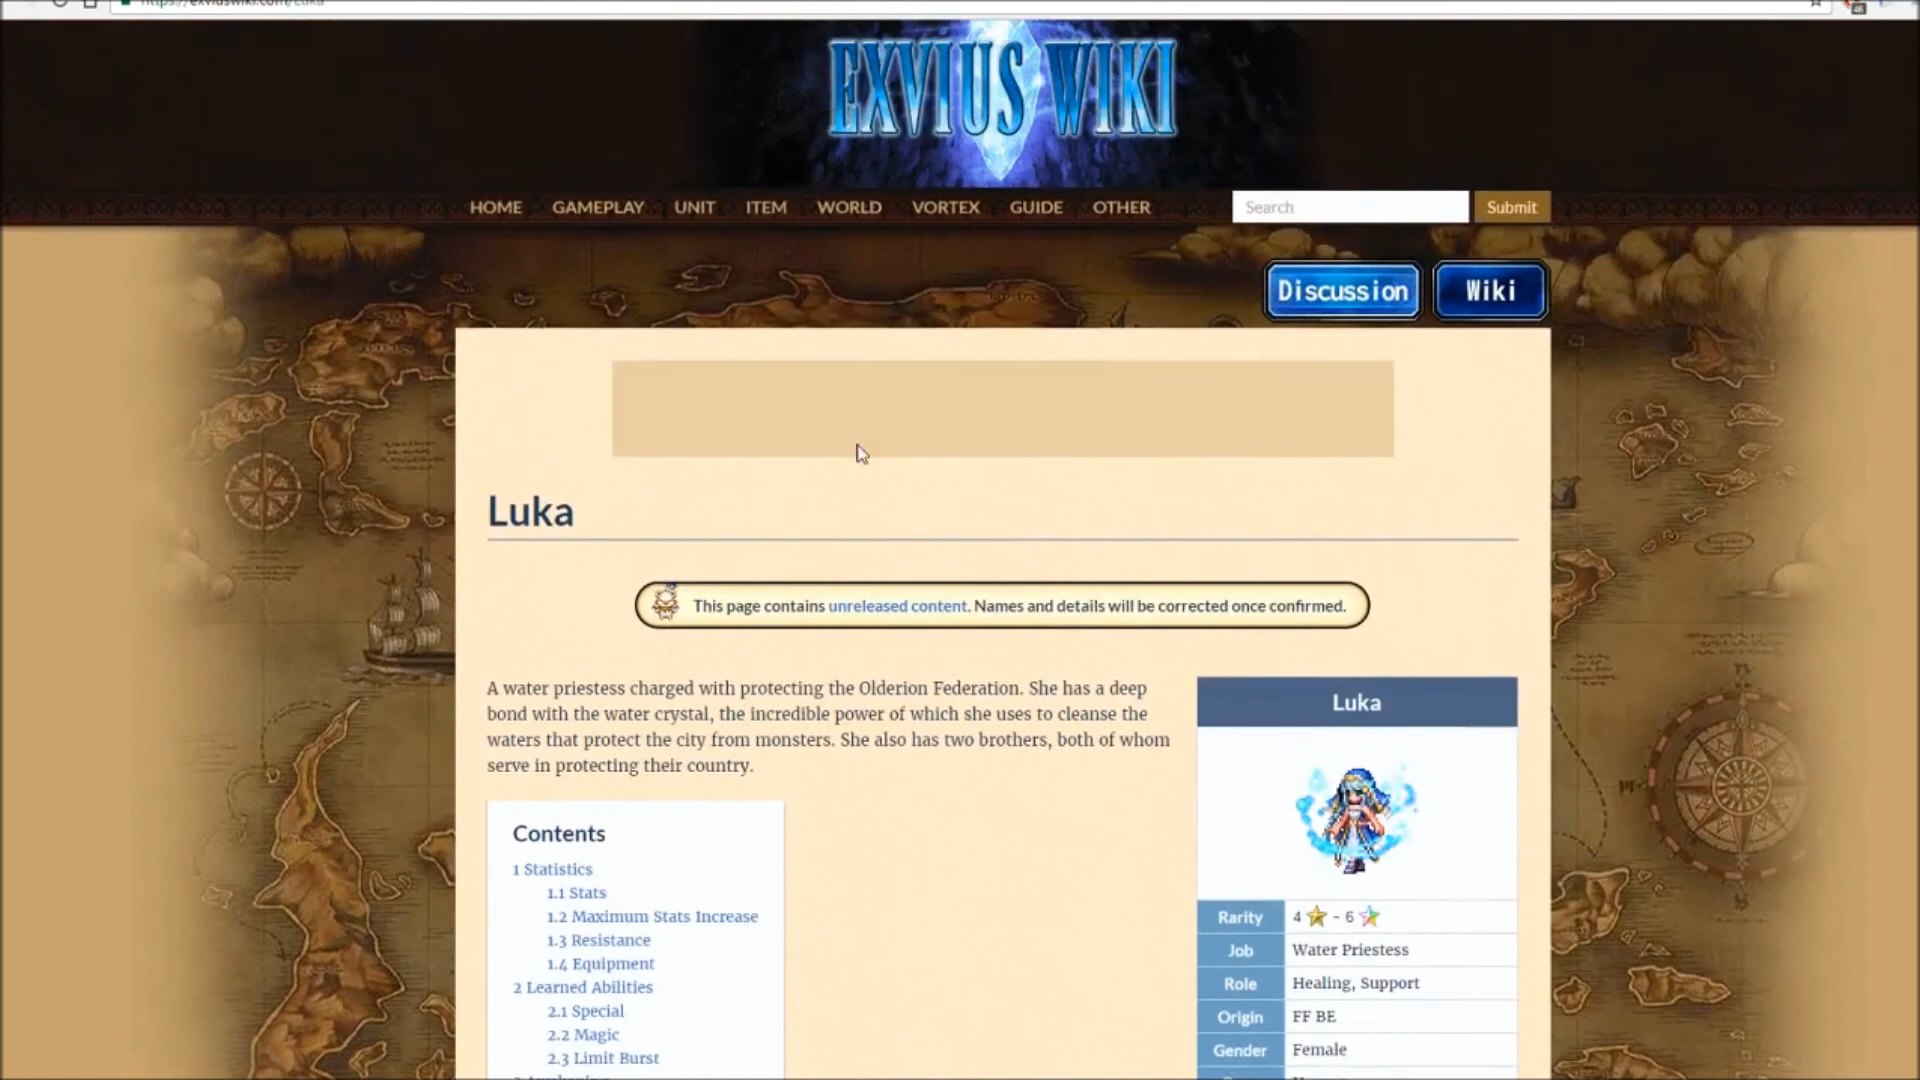 https://exviuswiki.com/Luka
EXVIUS WIKI
HOME GAMEPLAY UNIT ITEM WORLD VORTEX GUIDE OTHER Search Submit
Discussion Wiki
Luka
This page contains unreleased content. Names and details will be corrected once confirmed.
A water priestess charged with protecting the Olderion Federation. She has a deep
bond with the water crystal, the incredible power of which she uses to cleanse the
waters that protect the city from monsters. She also has two brothers, both of whom
serve in protecting their country.
Contents
1 Statistics
1.1 Stats
1.2 Maximum Stats Increase
1.3 Resistance
1.4 Equipment
2 Learned Abilities
2.1 Special
2.2 Magic
2.3 Limit Burst
Luka
Rarity 4 - 6
Job Water Priestess
Role Healing, Support
Origin FF BE
Gender Female